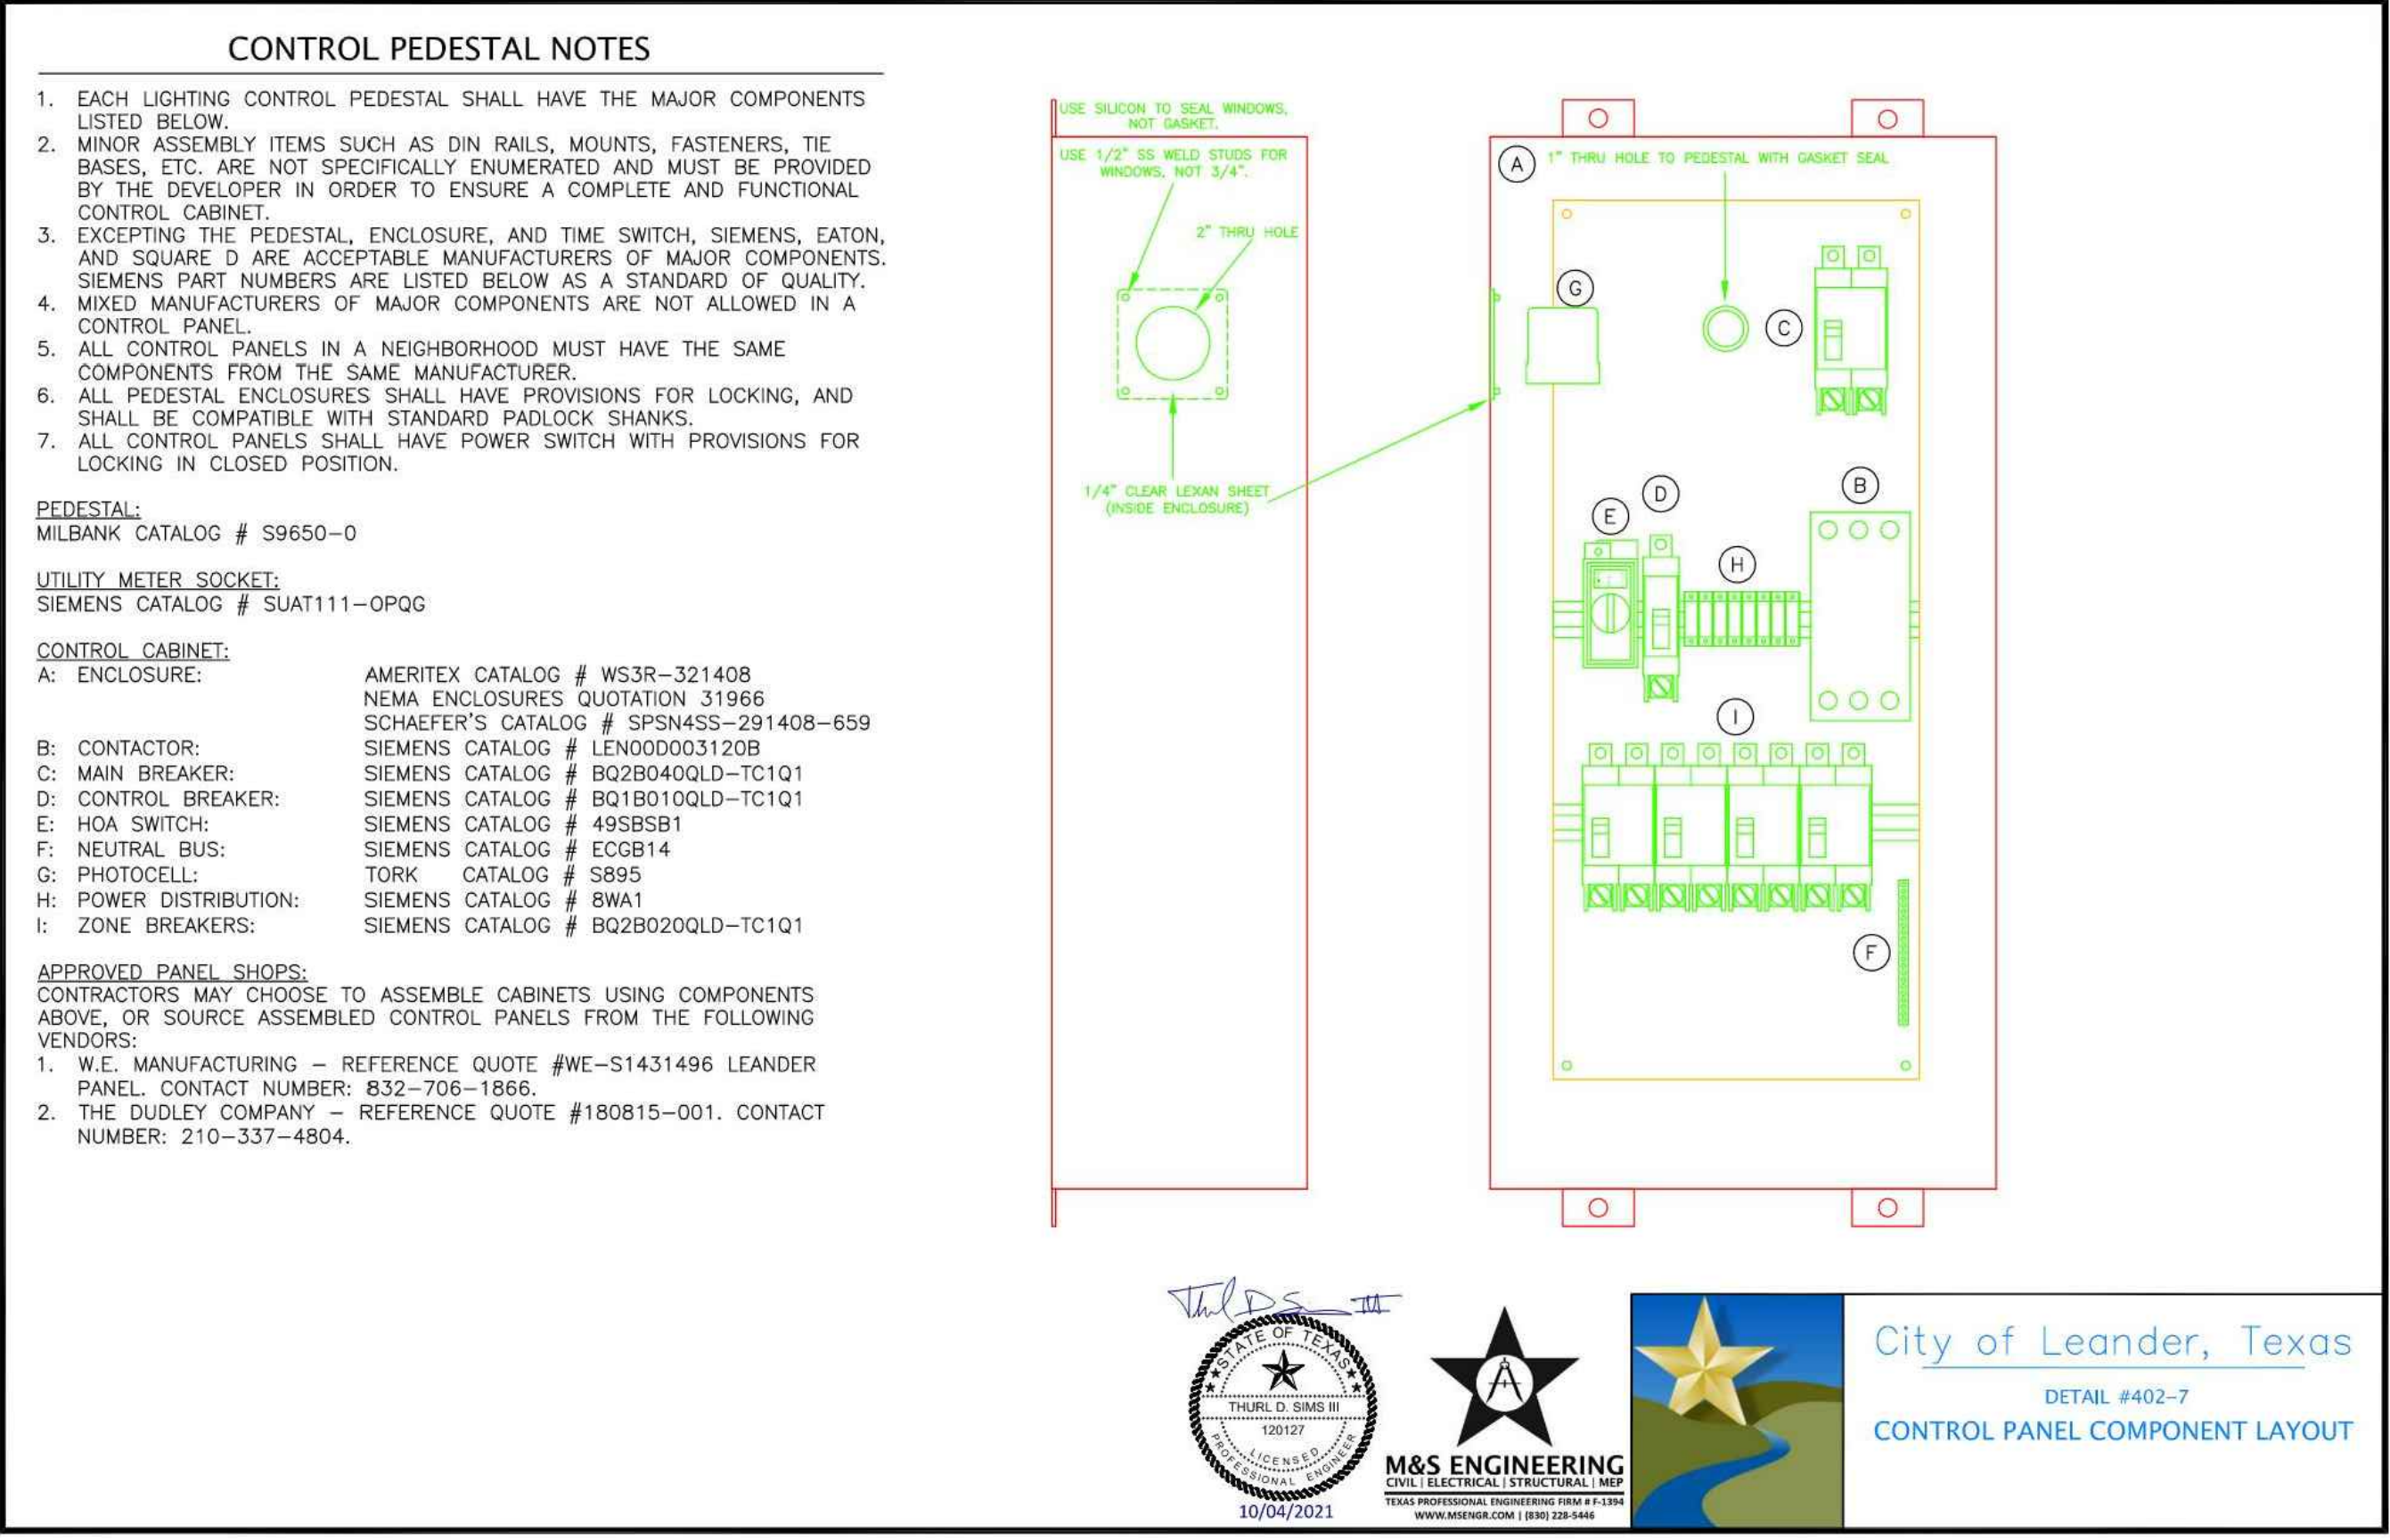 CONTROL PEDESTAL NOTES
1. EACH LIGHTING CONTROL PEDESTAL SHALL HAVE THE MAJOR COMPONENTS
LISTED BELOW.
2. MINOR ASSEMBLY ITEMS SUCH AS DIN RAILS, MOUNTS, FASTENERS, TIE
BASES, ETC. ARE NOT SPECIFICALLY ENUMERATED AND MUST BE PROVIDED
BY THE DEVELOPER IN ORDER TO ENSURE A COMPLETE AND FUNCTIONAL
CONTROL CABINET.
3. EXCEPTING THE PEDESTAL, ENCLOSURE, AND TIME SWITCH, SIEMENS, EATON,
AND SQUARE D ARE ACCEPTABLE MANUFACTURERS OF MAJOR COMPONENTS.
SIEMENS PART NUMBERS ARE LISTED BELOW AS A STANDARD OF QUALITY.
4. MIXED MANUFACTURERS OF MAJOR COMPONENTS ARE NOT ALLOWED IN A
CONTROL PANEL.
5. ALL CONTROL PANELS IN A NEIGHBORHOOD MUST HAVE THE SAME
COMPONENTS FROM THE SAME MANUFACTURER.
6. ALL PEDESTAL ENCLOSURES SHALL HAVE PROVISIONS FOR LOCKING, AND
SHALL BE COMPATIBLE WITH STANDARD PADLOCK SHANKS.
7. ALL CONTROL PANELS SHALL HAVE POWER SWITCH WITH PROVISIONS FOR
LOCKING IN CLOSED POSITION.
PEDESTAL:
MILBANK CATALOG # S9650-0
UTILITY METER SOCKET:
SIEMENS CATALOG # SUAT111-OPQG
CONTROL CABINET:
A: ENCLOSURE: AMERITEX CATALOG # WS3R-321408
NEMA ENCLOSURES QUOTATION 31966
SCHAEFER'S CATALOG # SPSN4SS-291408-659
B: CONTACTOR: SIEMENS CATALOG # LEN00D003120B
C: MAIN BREAKER: SIEMENS CATALOG # BQ2B040QLD-TC1Q1
D: CONTROL BREAKER: SIEMENS CATALOG # BQ1B010QLD-TC1Q1
E: HOA SWITCH: SIEMENS CATALOG # 49SBSB1
F: NEUTRAL BUS: SIEMENS CATALOG # ECGB14
G: PHOTOCELL: TORK CATALOG # S895
H: POWER DISTRIBUTION: SIEMENS CATALOG # 8WA1
I: ZONE BREAKERS: SIEMENS CATALOG # BQ2B020QLD-TC1Q1
APPROVED PANEL SHOPS:
CONTRACTORS MAY CHOOSE TO ASSEMBLE CABINETS USING COMPONENTS
ABOVE, OR SOURCE ASSEMBLED CONTROL PANELS FROM THE FOLLOWING
VENDORS:
1. W.E. MANUFACTURING - REFERENCE QUOTE #WE-S1431496 LEANDER
PANEL. CONTACT NUMBER: 832-706-1866.
2. THE DUDLEY COMPANY - REFERENCE QUOTE #180815-001. CONTACT
NUMBER: 210-337-4804.
USE SILICON TO SEAL WINDOWS,
NOT GASKET.
USE 1/2" SS WELD STUDS FOR
WINDOWS, NOT 3/4".
2" THRU HOLE
1/4" CLEAR LEXAN SHEET
(INSIDE ENCLOSURE)
A
1" THRU HOLE TO PEDESTAL WITH GASKET SEAL
G
C
B
D
E
H
I
F
Thurl D Sims III
STATE OF TEXAS
THURL D. SIMS III
120127
LICENSED
PROFESSIONAL ENGINEER
10/04/2021
M&S ENGINEERING
CIVIL | ELECTRICAL | STRUCTURAL | MEP
TEXAS PROFESSIONAL ENGINEERING FIRM # F-1394
WWW.MSENGR.COM | (830) 228-5446
City of Leander, Texas
DETAIL #402-7
CONTROL PANEL COMPONENT LAYOUT